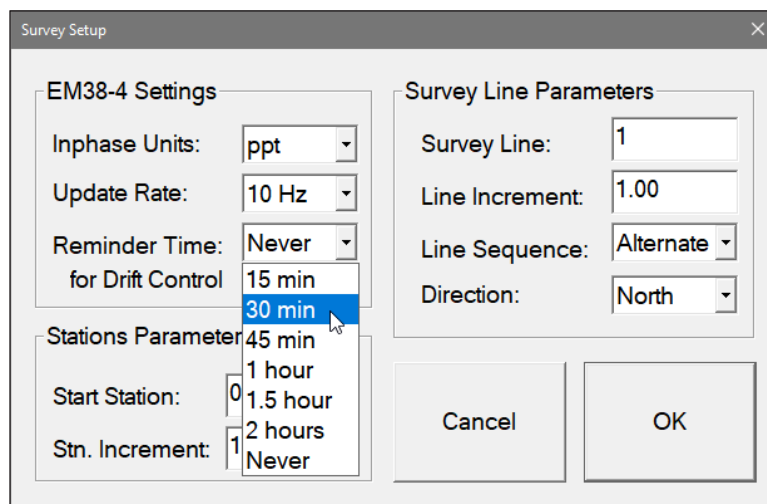 Survey Setup
EM38-4 Settings
Inphase Units: ppt
Update Rate: 10 Hz
Reminder Time: Never
for Drift Control
15 min
30 min
45 min
1 hour
1.5 hour
2 hours
Never
Stations Parameter
Start Station: 0
Stn. Increment: 1
Survey Line Parameters
Survey Line: 1
Line Increment: 1.00
Line Sequence: Alternate
Direction: North
Cancel
OK